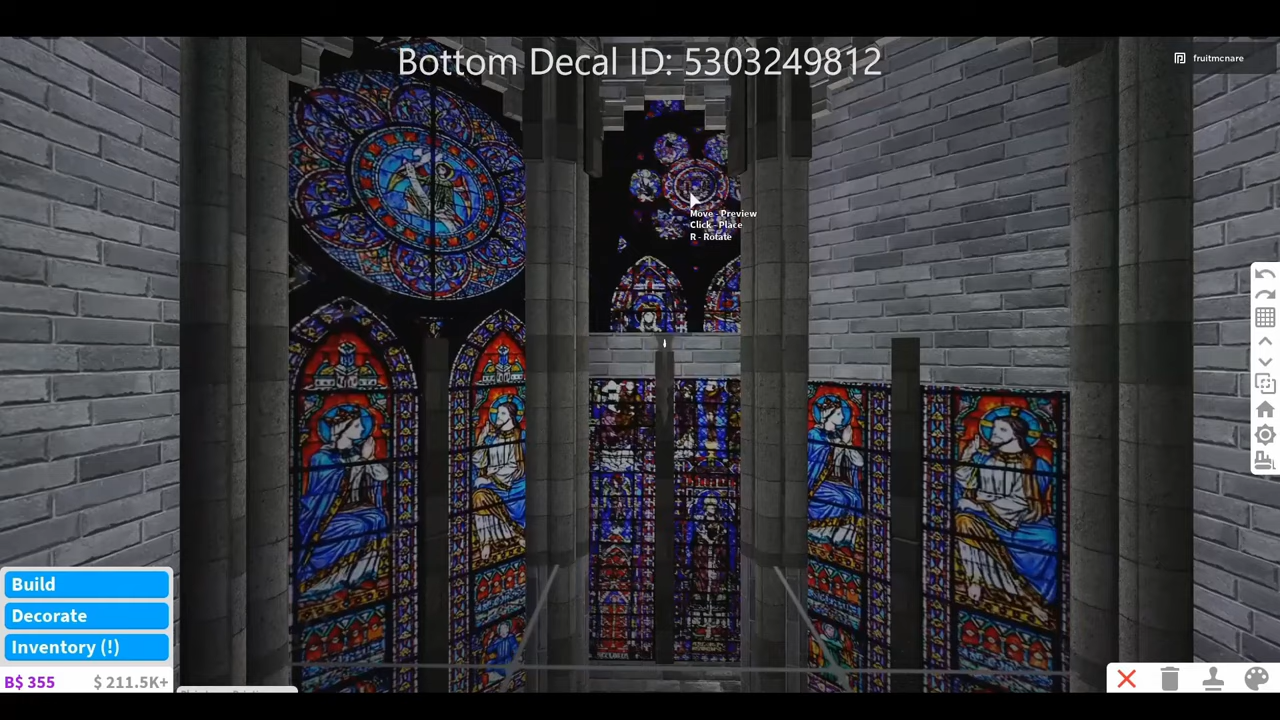 Bottom Decal ID: 5303249812
fruitmcnare
Move - Preview
Click - Place
R - Rotate
Build
Decorate
Inventory (!)
B$ 355
$ 211.5K+